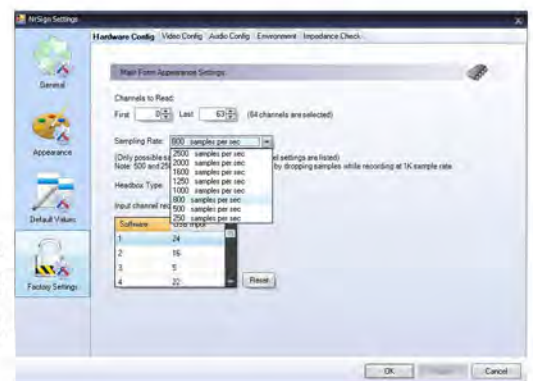 NrSign Settings
Hardware Config Video Config Audio Config Environment Impedance Check
General
Appearance
Default Values
Factory Settings
Main Form Appearance Settings
Channels to Read:
First 0 Last 63 (64 channels are selected)
Sampling Rate: 800 samples per sec
2500 samples per sec
2000 samples per sec
1600 samples per sec
1250 samples per sec
1000 samples per sec
800 samples per sec
500 samples per sec
250 samples per sec
(Only possible sa el settings are listed)
Note: 500 and 25 by dropping samples while recording at 1K sample rate
Headbox Type:
Input channel rec
Software USB Input
1 24
2 16
3 5
4 22
Reset
OK
Cancel